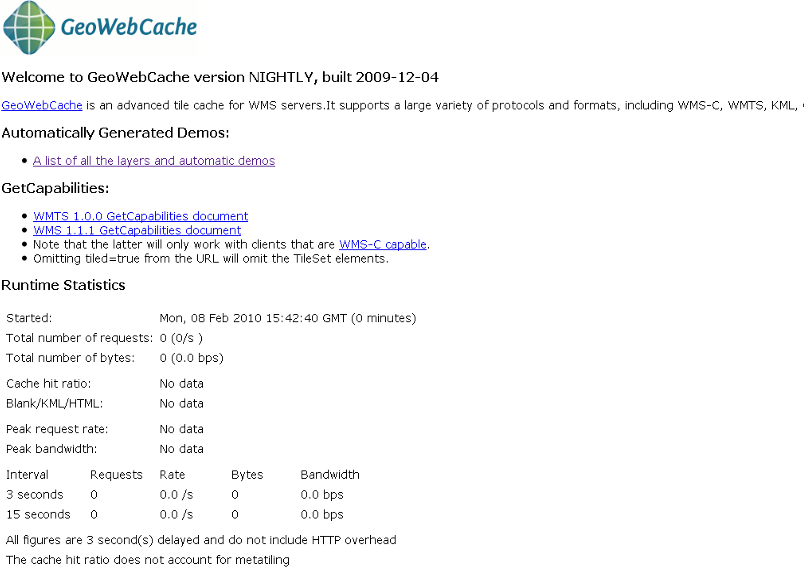 GeoWebCache
Welcome to GeoWebCache version NIGHTLY, built 2009-12-04
GeoWebCache is an advanced tile cache for WMS servers.It supports a large variety of protocols and formats, including WMS-C, WMTS, KML,
Automatically Generated Demos:
• A list of all the layers and automatic demos
GetCapabilities:
• WMTS 1.0.0 GetCapabilities document
• WMS 1.1.1 GetCapabilities document
• Note that the latter will only work with clients that are WMS-C capable.
• Omitting tiled=true from the URL will omit the TileSet elements.
Runtime Statistics
Started: Mon, 08 Feb 2010 15:42:40 GMT (0 minutes)
Total number of requests: 0 (0/s )
Total number of bytes: 0 (0.0 bps)
Cache hit ratio: No data
Blank/KML/HTML: No data
Peak request rate: No data
Peak bandwidth: No data
Interval Requests Rate Bytes Bandwidth
3 seconds 0 0.0 /s 0 0.0 bps
15 seconds 0 0.0 /s 0 0.0 bps
All figures are 3 second(s) delayed and do not include HTTP overhead
The cache hit ratio does not account for metatiling